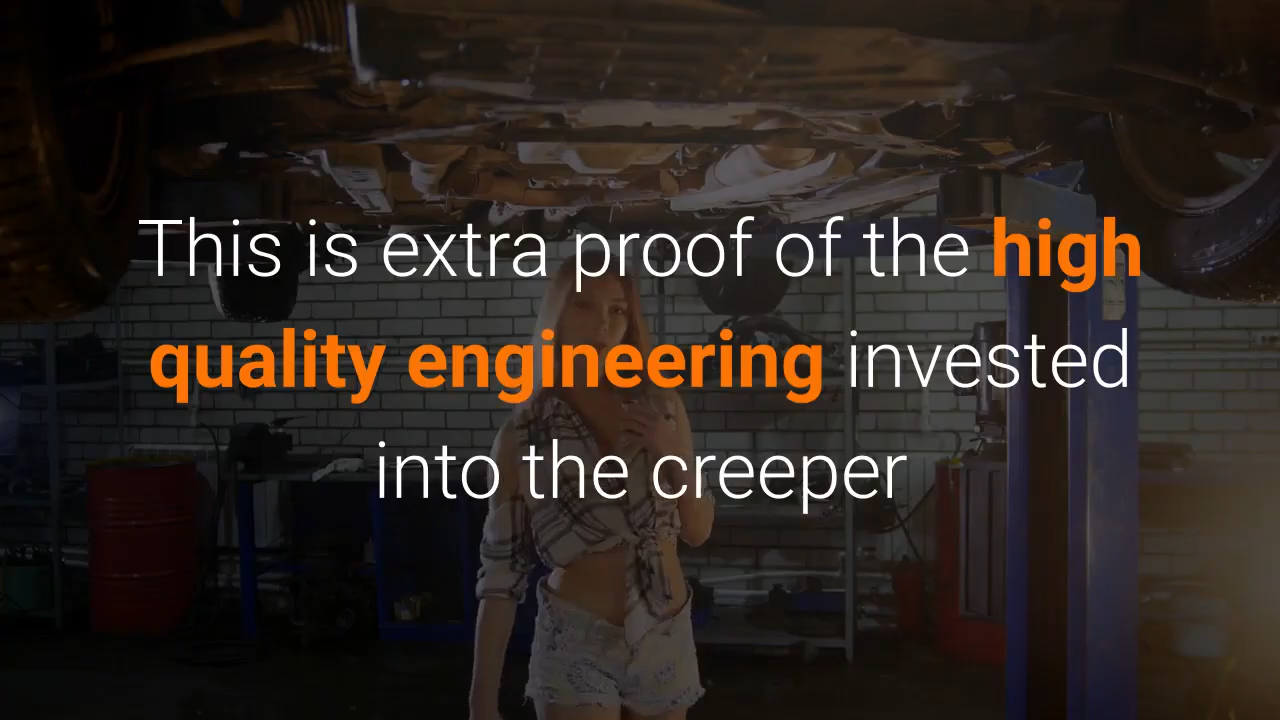 This is extra proof of the high
quality engineering invested
into the creeper